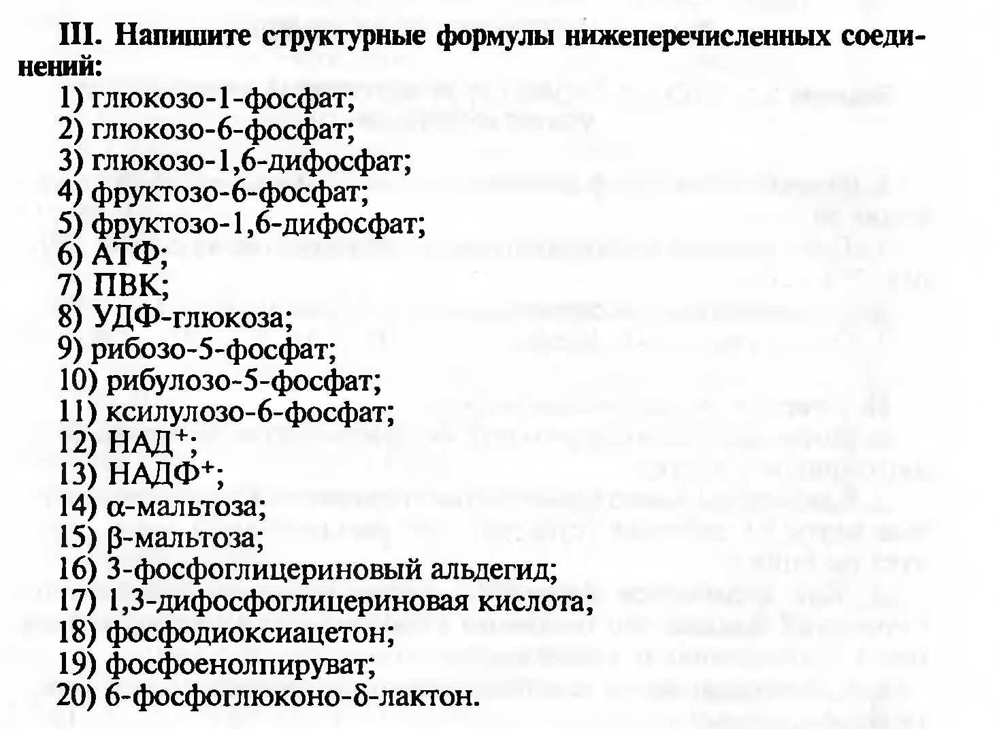 III. Напишите структурные формулы нижеперечисленных соеди-
нений:
1) глюкозо-1-фосфат;
2) глюкозо-6-фосфат;
3) глюкозо-1,6-дифосфат;
4) фруктозо-6-фосфат;
5) фруктозо-1,6-дифосфат;
6) АТФ;
7) ПВК;
8) УДФ-глюкоза;
9) рибозо-5-фосфат;
10) рибулозо-5-фосфат;
11) ксилулозо-6-фосфат;
12) НАД⁺;
13) НАДФ⁺;
14) α-мальтоза;
15) β-мальтоза;
16) 3-фосфоглицериновый альдегид;
17) 1,3-дифосфоглицериновая кислота;
18) фосфодиоксиацетон;
19) фосфоенолпируват;
20) 6-фосфоглюконо-δ-лактон.